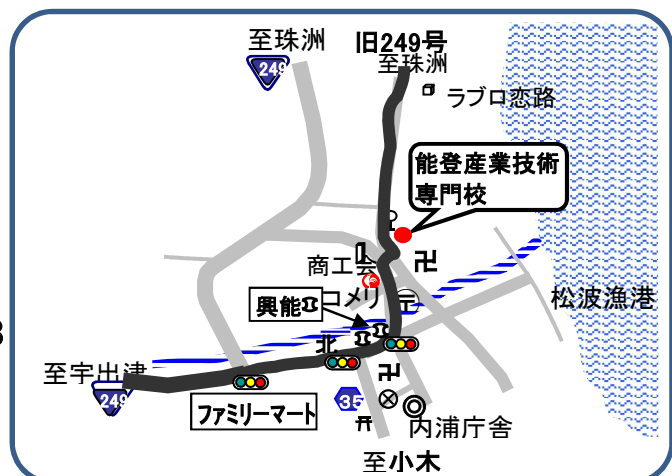 至珠洲
旧249号
至珠洲
249
ラブロ恋路
能登産業技術
専門校
卍
商工会
コメリ
〒
興能
松波漁港
北
至宇出津
249
卍
35
ファミリーマート
内浦庁舎
至小木